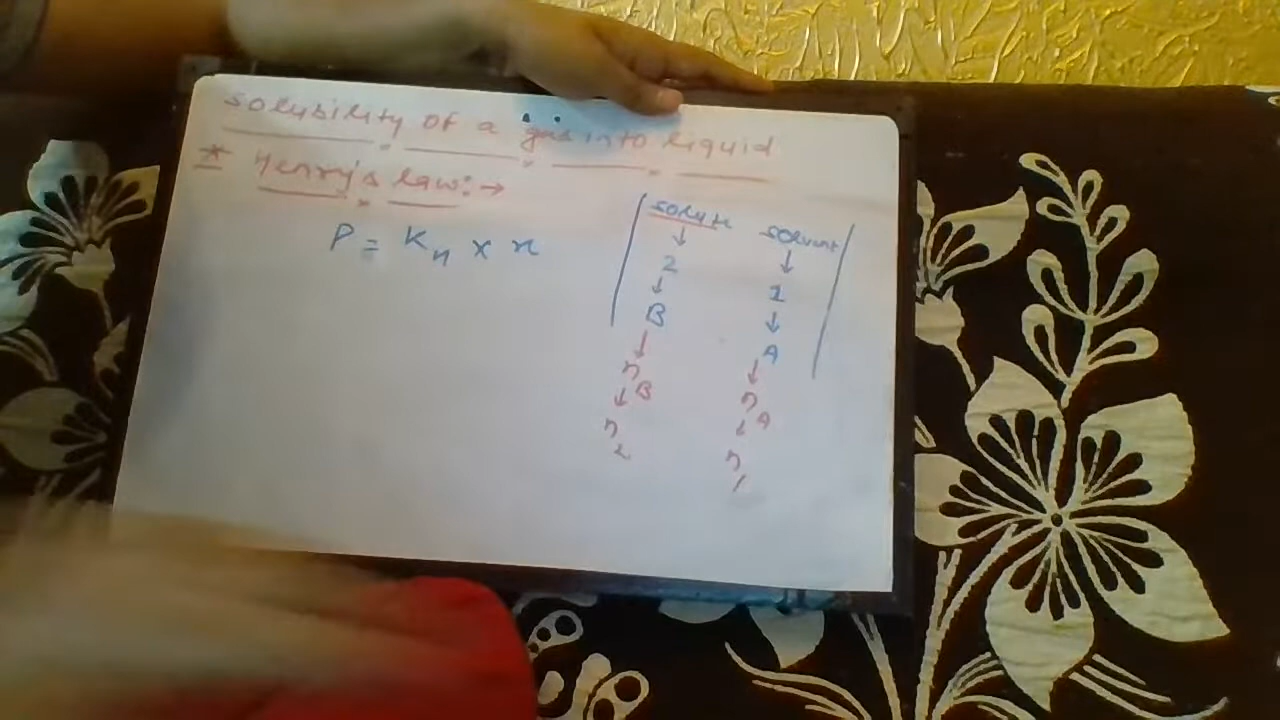 Solubility of a gas into liquid
* Henry's law:→
P = KH × x
solute solvent
↓ ↓
2 1
↓ ↓
B A
↓ ↓
nB nA
↓ ↓
n2 n1